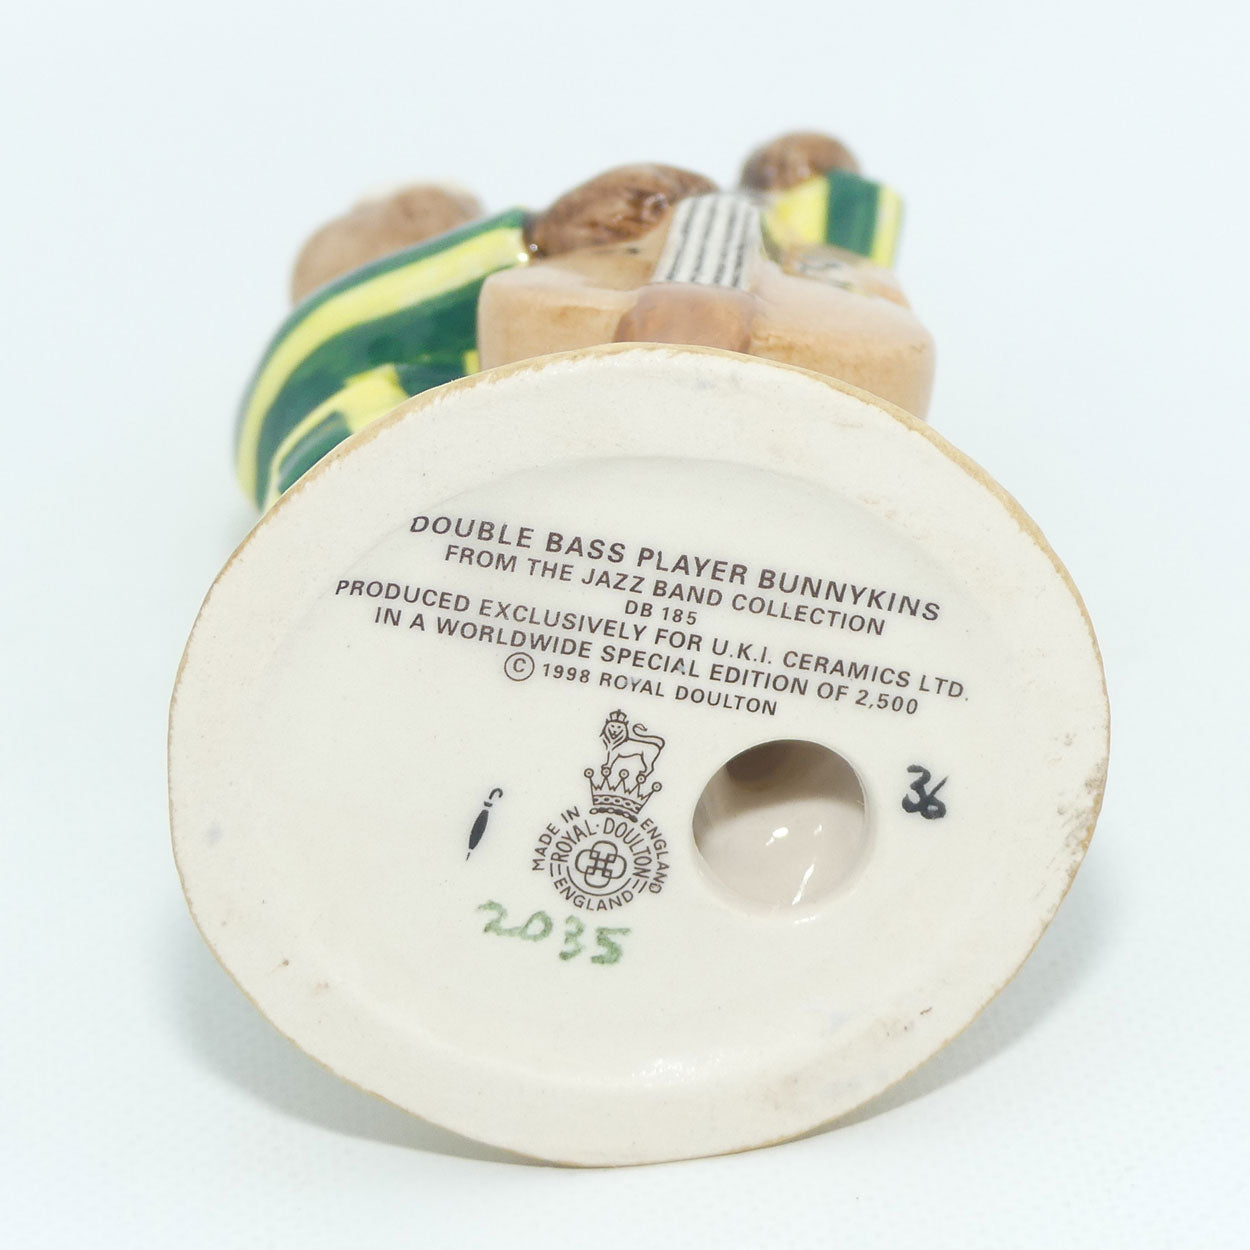 DOUBLE BASS PLAYER BUNNYKINS
FROM THE JAZZ BAND COLLECTION
DB 185
PRODUCED EXCLUSIVELY FOR U.K.I. CERAMICS LTD.
IN A WORLDWIDE SPECIAL EDITION OF 2,500
© 1998 ROYAL DOULTON
MADE IN ENGLAND
ROYAL·DOULTON
ENGLAND
36
2035